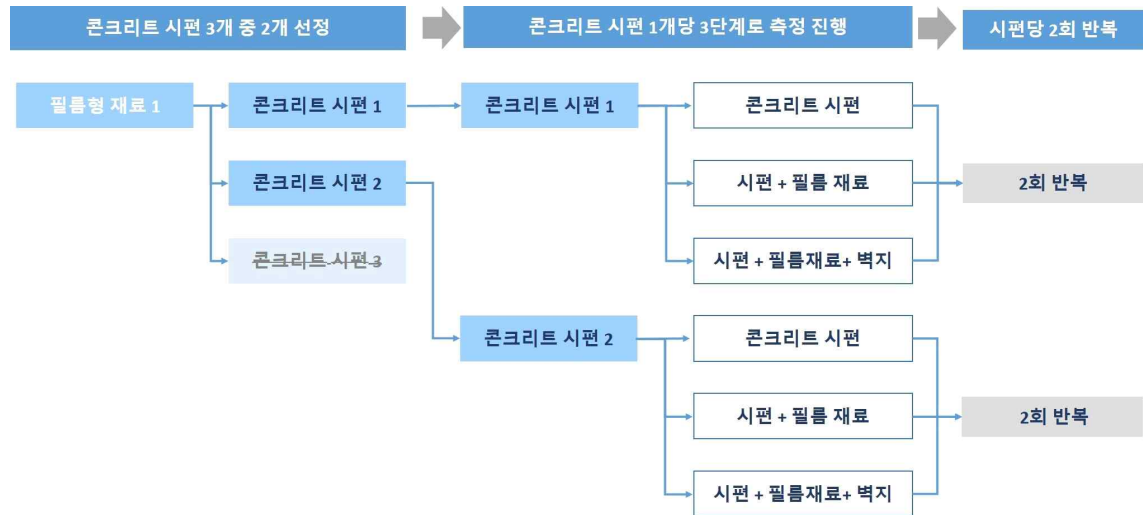 콘크리트 시편 3개 중 2개 선정
콘크리트 시편 1개당 3단계로 측정 진행
시편당 2회 반복
필름형 재료 1
콘크리트 시편 1
콘크리트 시편 1
콘크리트 시편
콘크리트 시편 2
시편 + 필름 재료
2회 반복
콘크리트 시편 3
시편 + 필름재료+ 벽지
콘크리트 시편 2
콘크리트 시편
시편 + 필름 재료
2회 반복
시편 + 필름재료+ 벽지